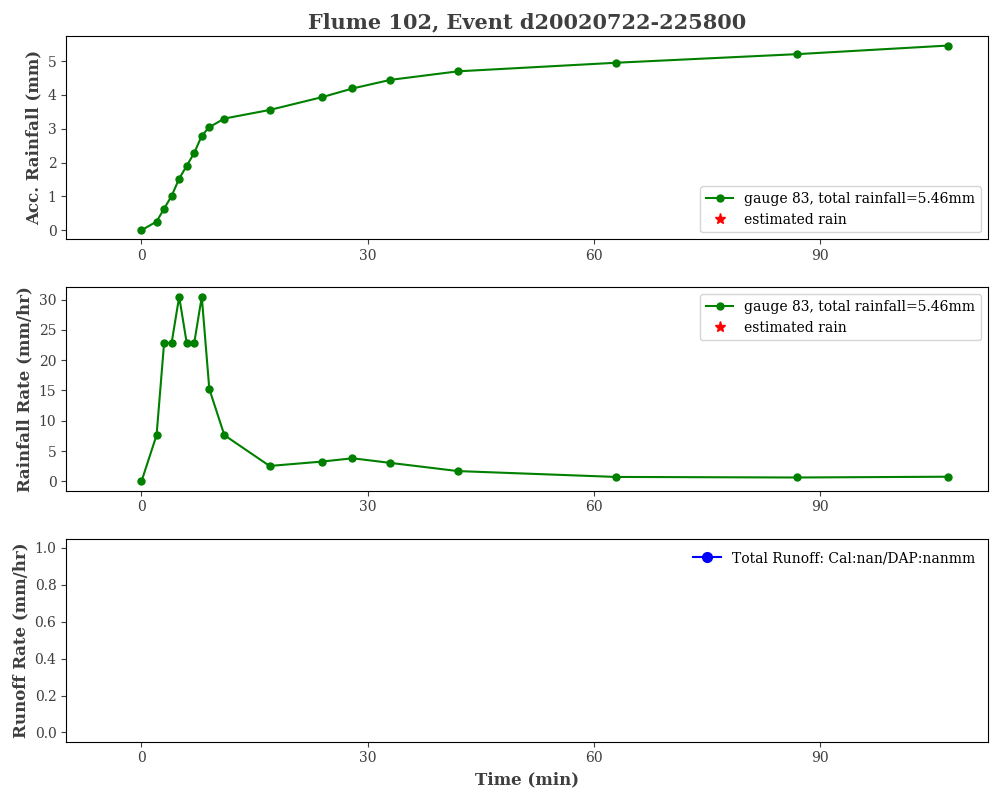 Flume 102, Event d20020722-225800
Acc. Rainfall (mm)
5
4
3
2
1
0
gauge 83, total rainfall=5.46mm
estimated rain
0 30 60 90
Rainfall Rate (mm/hr)
30
25
20
15
10
5
0
gauge 83, total rainfall=5.46mm
estimated rain
0 30 60 90
Runoff Rate (mm/hr)
1.0
0.8
0.6
0.4
0.2
0.0
Total Runoff: Cal:nan/DAP:nanmm
0 30 60 90
Time (min)